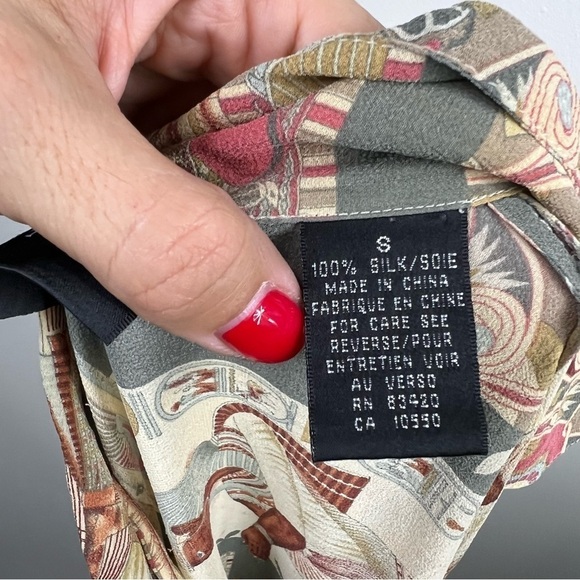 S
100% SILK/SOIE
MADE IN CHINA
FABRIQUE EN CHINE
FOR CARE SEE
REVERSE/POUR
ENTRETIEN VOIR
AU VERSO
RN 83420
CA 10550